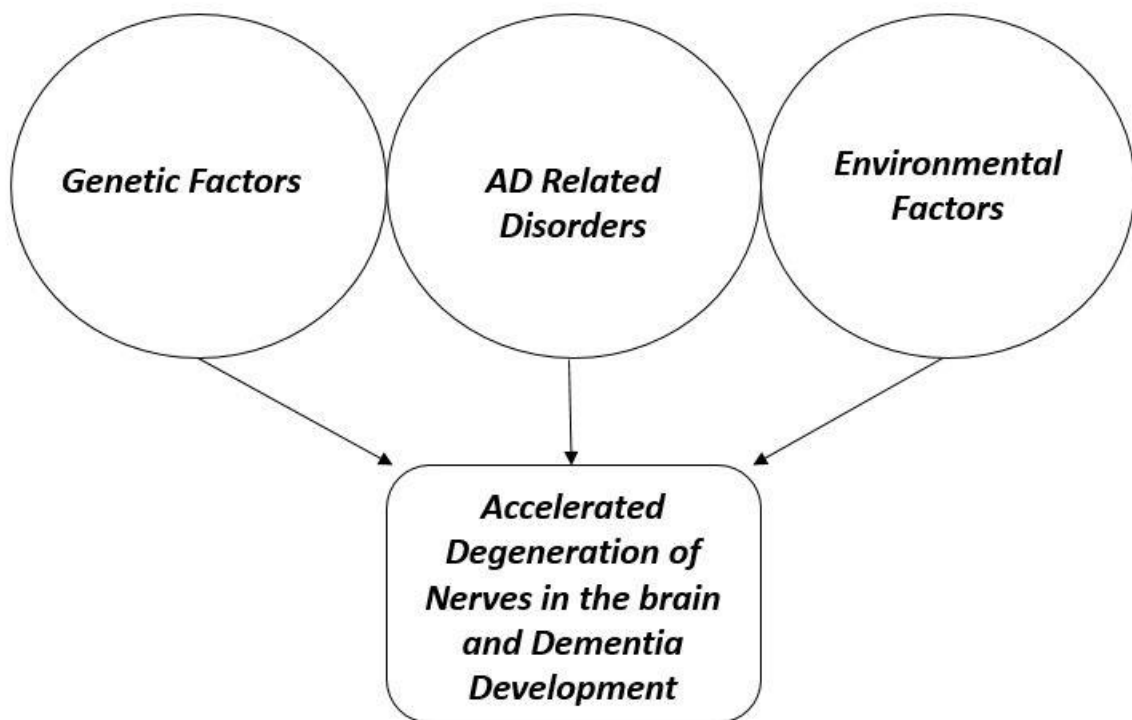 Genetic Factors
AD Related
Disorders
Environmental
Factors
Accelerated
Degeneration of
Nerves in the brain
and Dementia
Development